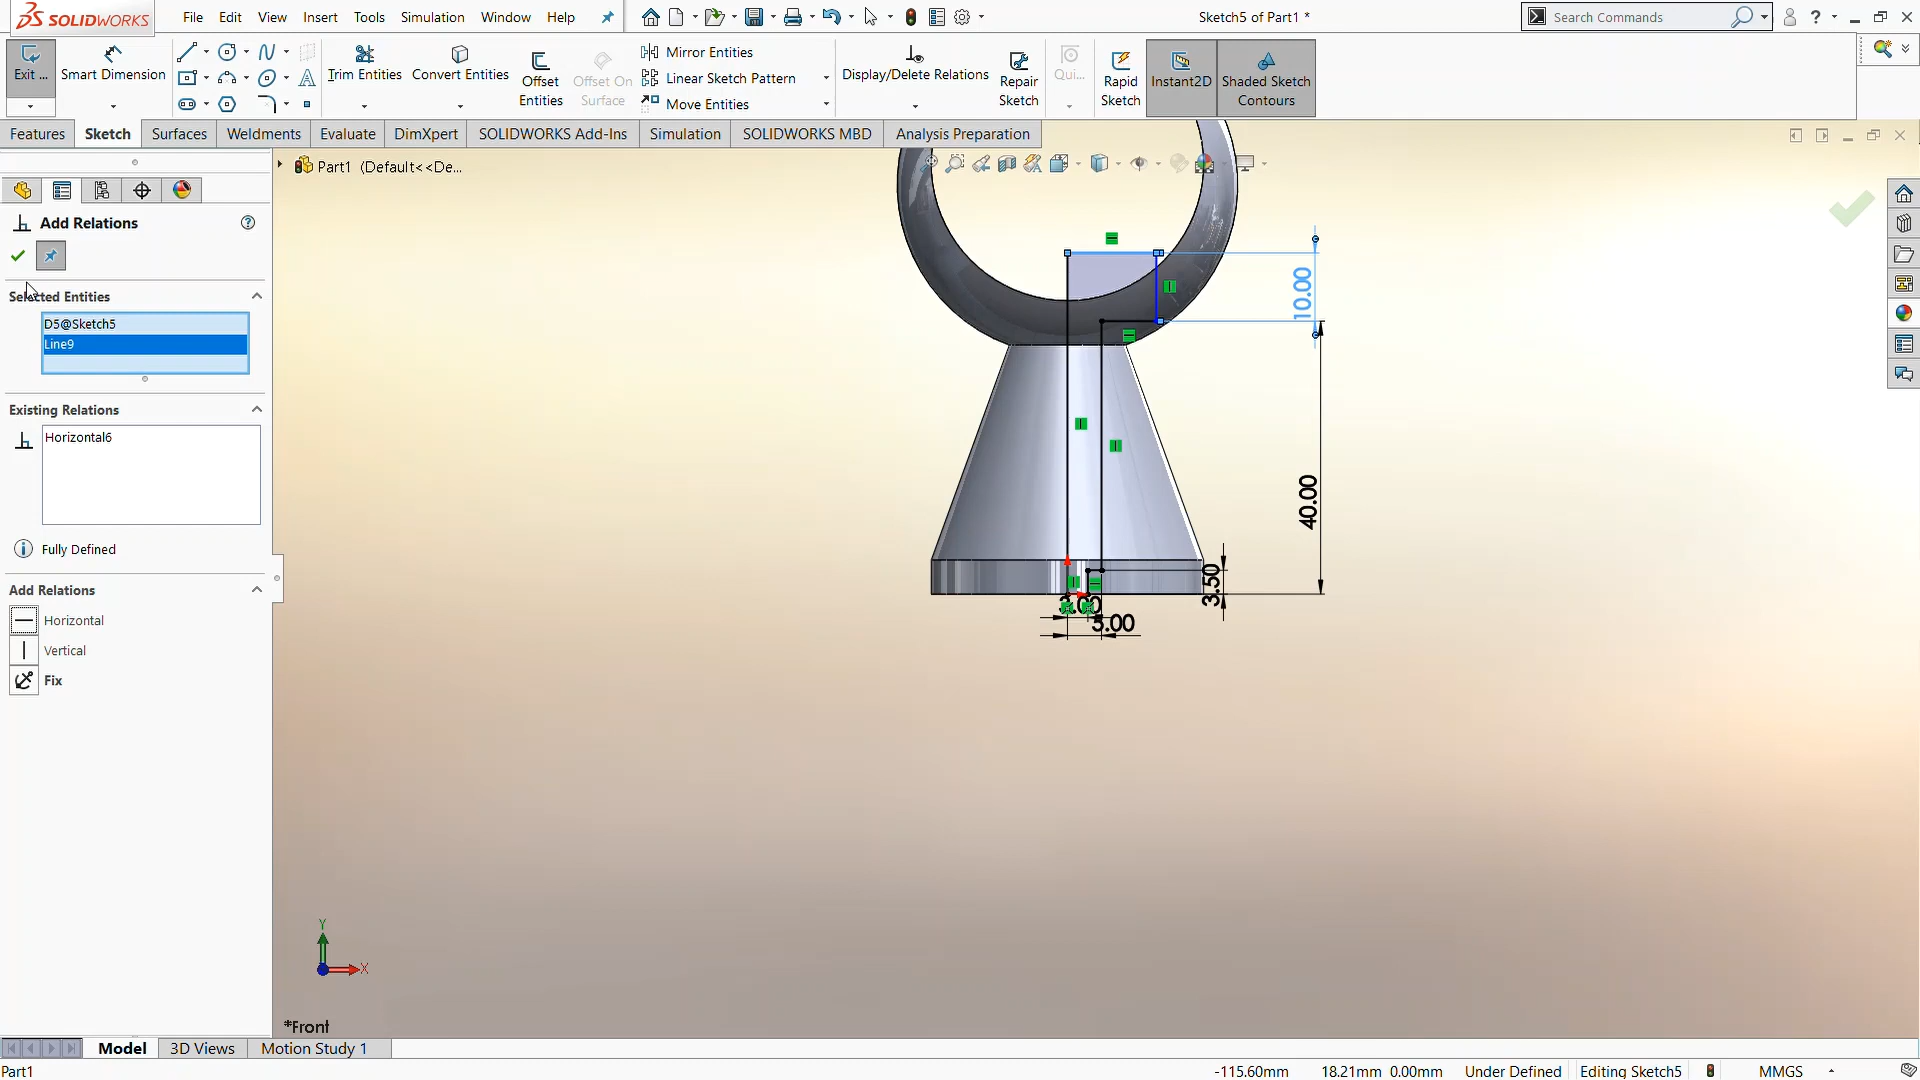 SOLIDWORKS
File Edit View Insert Tools Simulation Window Help
Sketch5 of Part1 *
Search Commands
Exit ...
Smart Dimension
Trim Entities
Convert Entities
Offset Entities
Offset On Surface
Mirror Entities
Linear Sketch Pattern
Move Entities
Display/Delete Relations
Repair Sketch
Qui...
Rapid Sketch
Instant2D
Shaded Sketch Contours
Features Sketch Surfaces Weldments Evaluate DimXpert SOLIDWORKS Add-Ins Simulation SOLIDWORKS MBD Analysis Preparation
Part1 (Default<<De...
Add Relations
Selected Entities
D5@Sketch5
Line9
Existing Relations
Horizontal6
Fully Defined
Add Relations
Horizontal
Vertical
Fix
10.00
40.00
3.50
5.00
Y
X
*Front
Model 3D Views Motion Study 1
Part1
-115.60mm 18.21mm 0.00mm Under Defined Editing Sketch5 MMGS